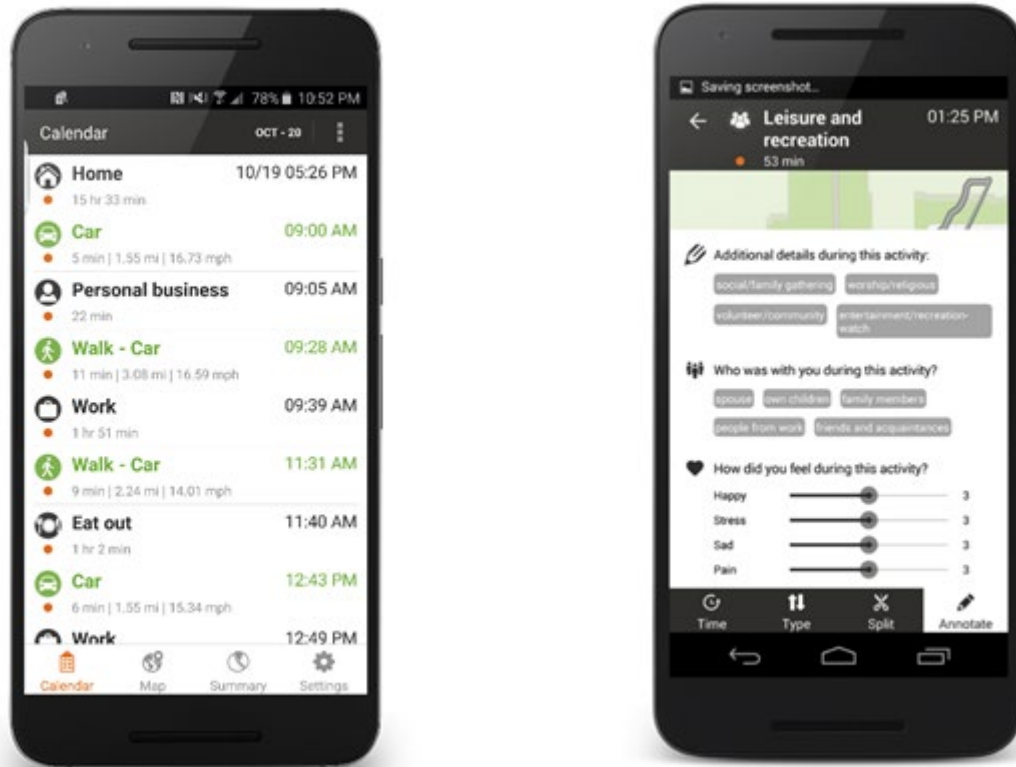 78% 10:52 PM
Calendar OCT - 20
Home 10/19 05:26 PM
15 hr 33 min
Car 09:00 AM
5 min | 1.55 mi | 16.73 mph
Personal business 09:05 AM
22 min
Walk - Car 09:28 AM
11 min | 3.08 mi | 16.59 mph
Work 09:39 AM
1 hr 51 min
Walk - Car 11:31 AM
9 min | 2.24 mi | 14.01 mph
Eat out 11:40 AM
1 hr 2 min
Car 12:43 PM
6 min | 1.55 mi | 15.34 mph
Work 12:49 PM
Calendar Map Summary Settings
Saving screenshot...
Leisure and 01:25 PM
recreation
53 min
Additional details during this activity:
social/family gathering worship/religious
volunteer/community entertainment/recreation-
watch
Who was with you during this activity?
spouse own children family members
people from work friends and acquaintances
How did you feel during this activity?
Happy 3
Stress 3
Sad 3
Pain 3
Time Type Split Annotate